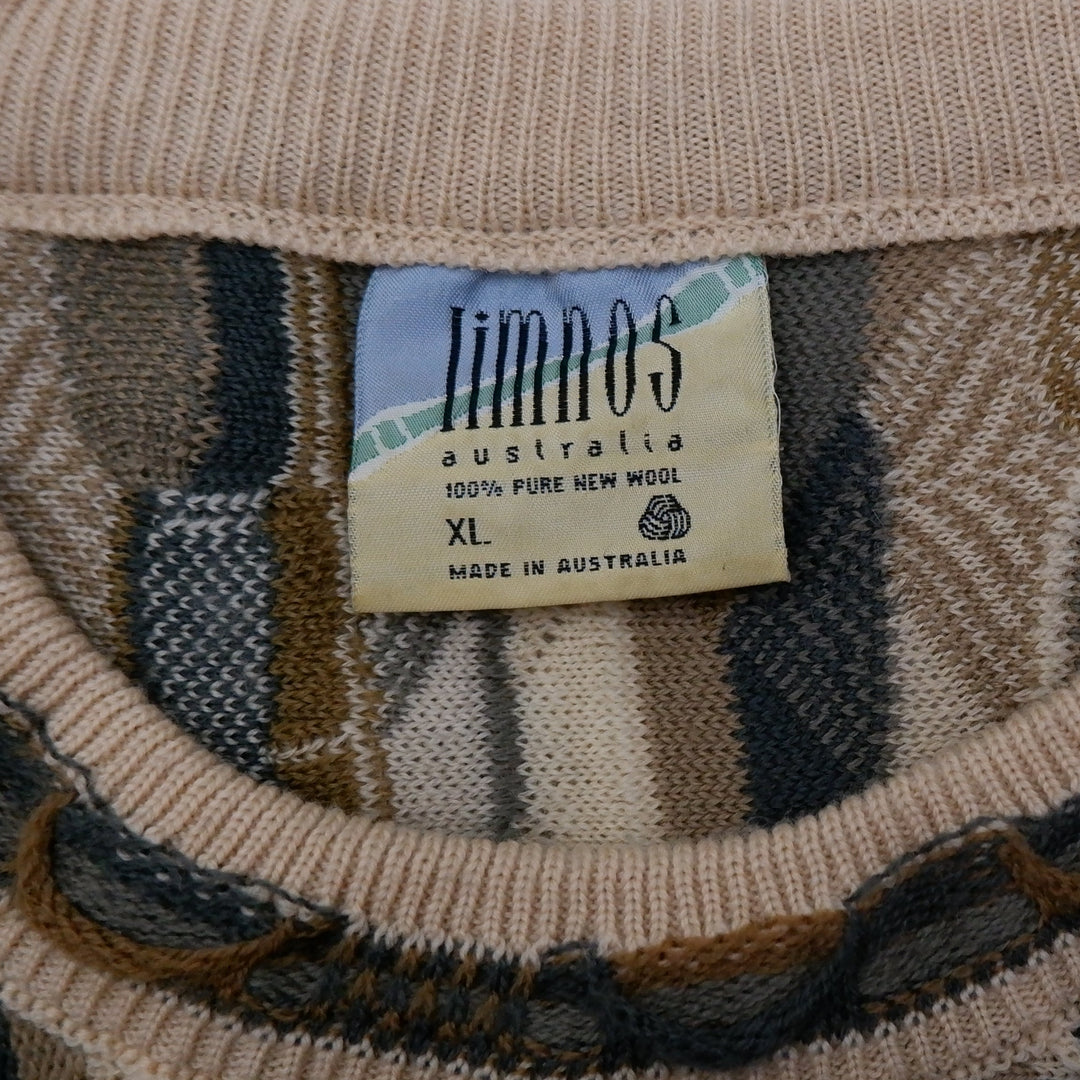 limnos
australia
100% PURE NEW WOOL
XL.
MADE IN AUSTRALIA